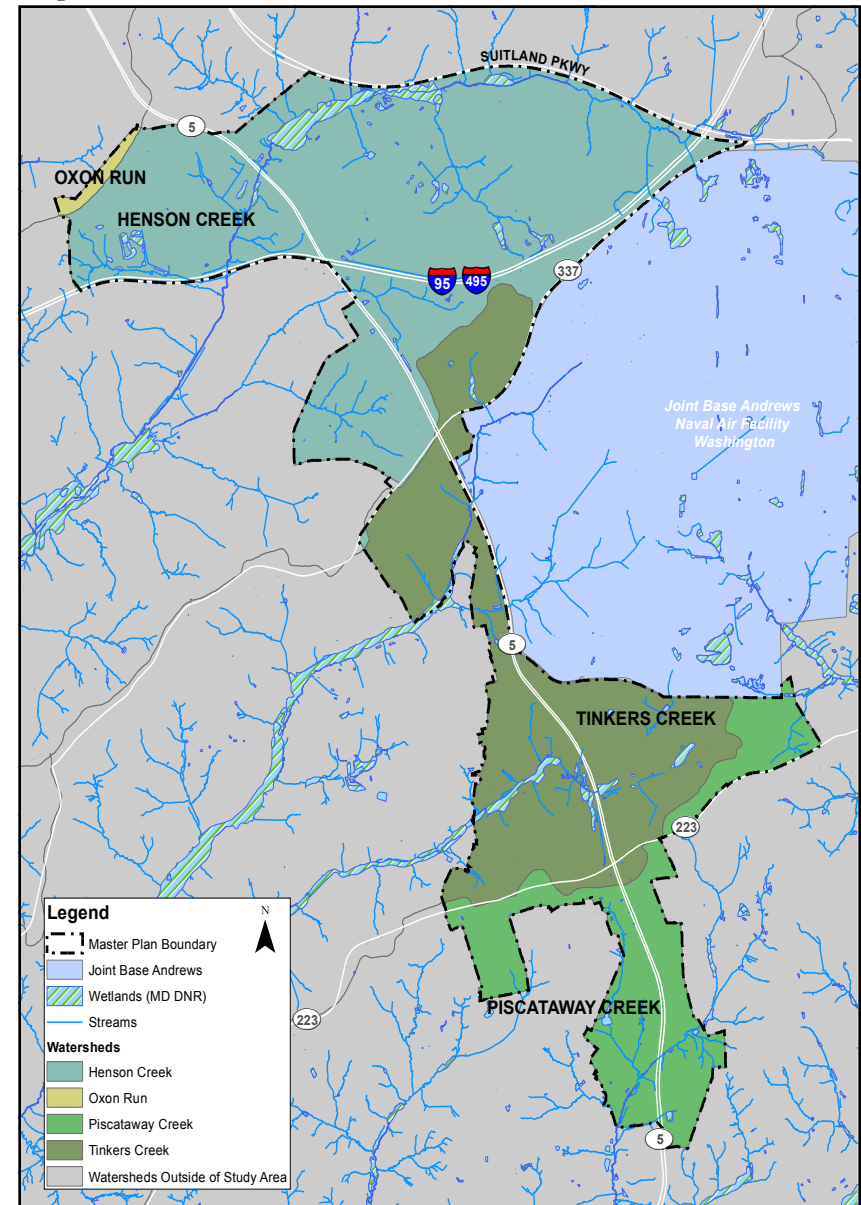 SUITLAND PKWY
5
OXON RUN
HENSON CREEK
337
95
495
Joint Base Andrews
Naval Air Facility
Washington
5
TINKERS CREEK
223
Legend
N
Master Plan Boundary
Joint Base Andrews
Wetlands (MD DNR)
Streams
Watersheds
Henson Creek
Oxon Run
Piscataway Creek
Tinkers Creek
Watersheds Outside of Study Area
223
PISCATAWAY CREEK
5